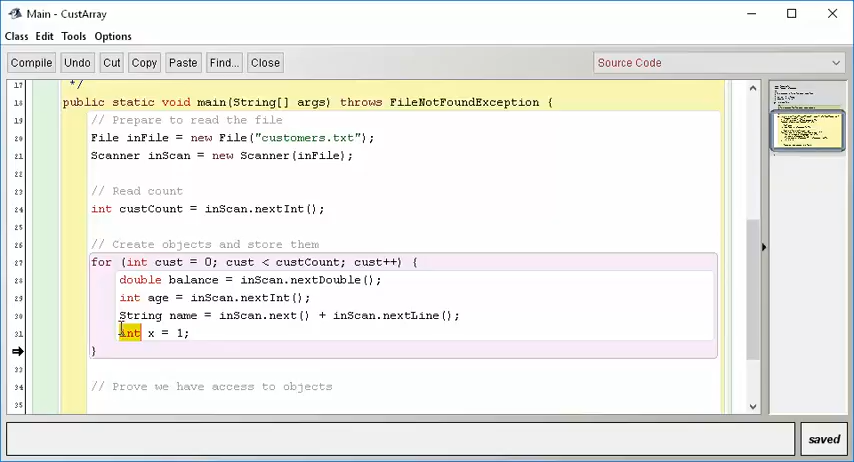 Main - CustArray
Class Edit Tools Options
Compile Undo Cut Copy Paste Find... Close Source Code
17 */
18 public static void main(String[] args) throws FileNotFoundException {
19 // Prepare to read the file
20 File inFile = new File("customers.txt");
21 Scanner inScan = new Scanner(inFile);
22
23 // Read count
24 int custCount = inScan.nextInt();
25
26 // Create objects and store them
27 for (int cust = 0; cust < custCount; cust++) {
28 double balance = inScan.nextDouble();
29 int age = inScan.nextInt();
30 String name = inScan.next() + inScan.nextLine();
31 int x = 1;
}
33
34 // Prove we have access to objects
35
saved